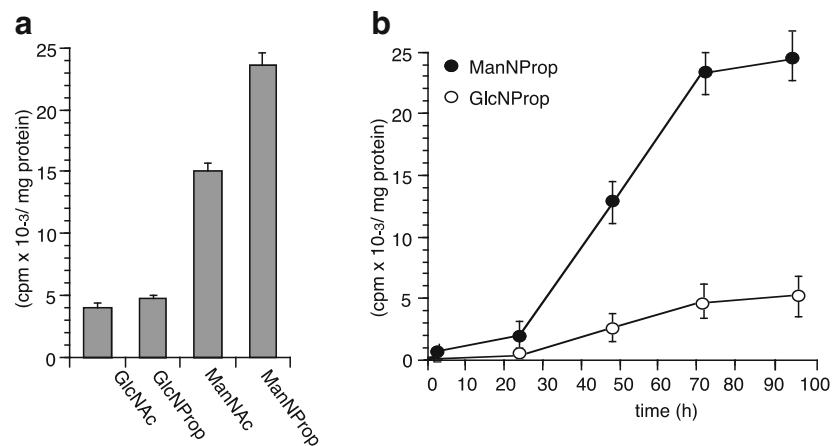 a
25
20
15
10
5
0
(cpm x 10-3/ mg protein)
GlcNAc
GlcNProp
ManNAc
ManNProp
b
25
20
15
10
5
0
(cpm x 10-3/ mg protein)
ManNProp
GlcNProp
0 10 20 30 40 50 60 70 80 90 100
time (h)